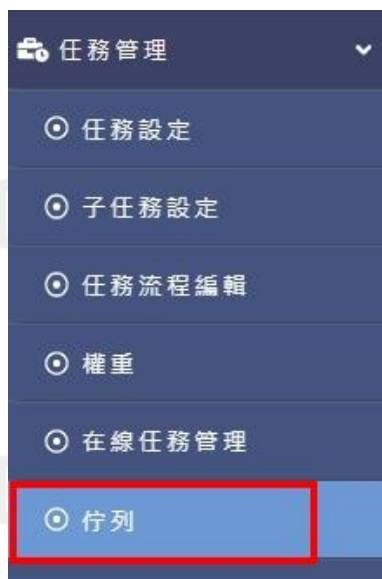 任務管理
任務設定
子任務設定
任務流程編輯
權重
在線任務管理
佇列